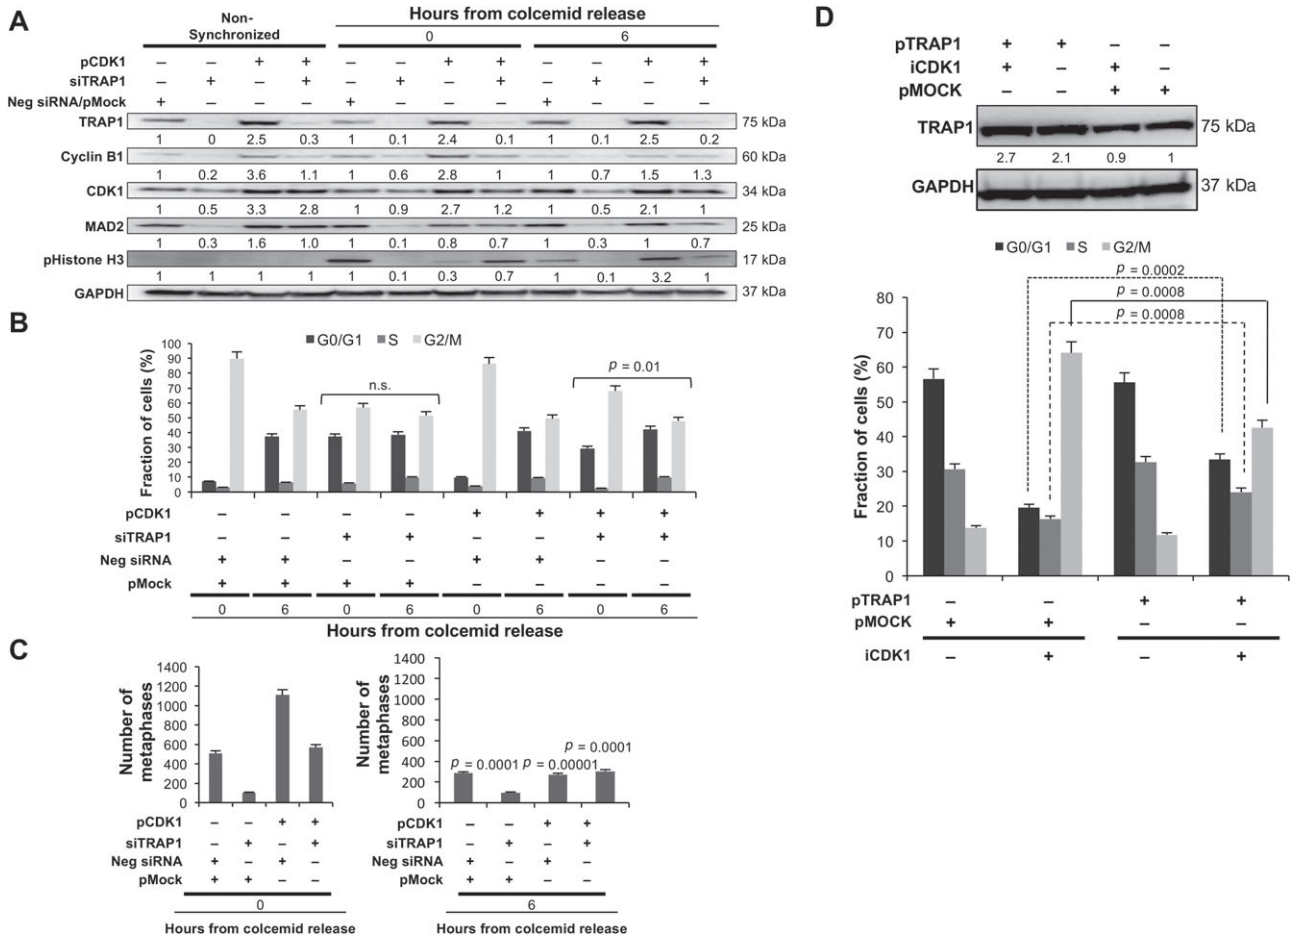 A
Non-
Synchronized
Hours from colcemid release
0
6
pCDK1 – – + + – – + + – – + +
siTRAP1 – + – + – + – + – + – +
Neg siRNA/pMock + – – – + – – – + – – –
TRAP1 75 kDa
1 0 2.5 0.3 1 0.1 2.4 0.1 1 0.1 2.5 0.2
Cyclin B1 60 kDa
1 0.2 3.6 1.1 1 0.6 2.8 1 1 0.7 1.5 1.3
CDK1 34 kDa
1 0.5 3.3 2.8 1 0.9 2.7 1.2 1 0.5 2.1 1
MAD2 25 kDa
1 0.3 1.6 1.0 1 0.1 0.8 0.7 1 0.3 1 0.7
pHistone H3 17 kDa
1 1 1 1 1 0.1 0.3 0.7 1 0.1 3.2 1
GAPDH 37 kDa
B
G0/G1 S G2/M
Fraction of cells (%)
100
90
80
70
60
50
40
30
20
10
0
n.s.
p = 0.01
pCDK1 – – – – + + + +
siTRAP1 – – + + – – + +
Neg siRNA + + – – + + – –
pMock + + + + – – – –
0 6 0 6 0 6 0 6
Hours from colcemid release
C
Number of
metaphases
1400
1200
1000
800
600
400
200
0
pCDK1 – – + +
siTRAP1 – + – +
Neg siRNA + – + –
pMock + + – –
0
Hours from colcemid release
Number of
metaphases
1400
1200
1000
800
600
400
200
0
p = 0.0001
p = 0.0001 p = 0.00001
pCDK1 – – + +
siTRAP1 – + – +
Neg siRNA + – + –
pMock + + – –
6
Hours from colcemid release
D
pTRAP1 + + – –
iCDK1 + – + –
pMOCK – – + +
TRAP1 75 kDa
2.7 2.1 0.9 1
GAPDH 37 kDa
G0/G1 S G2/M
p = 0.0002
p = 0.0008
p = 0.0008
Fraction of cells (%)
80
70
60
50
40
30
20
10
0
pTRAP1 – – + +
pMOCK + + – –
iCDK1 – + – +